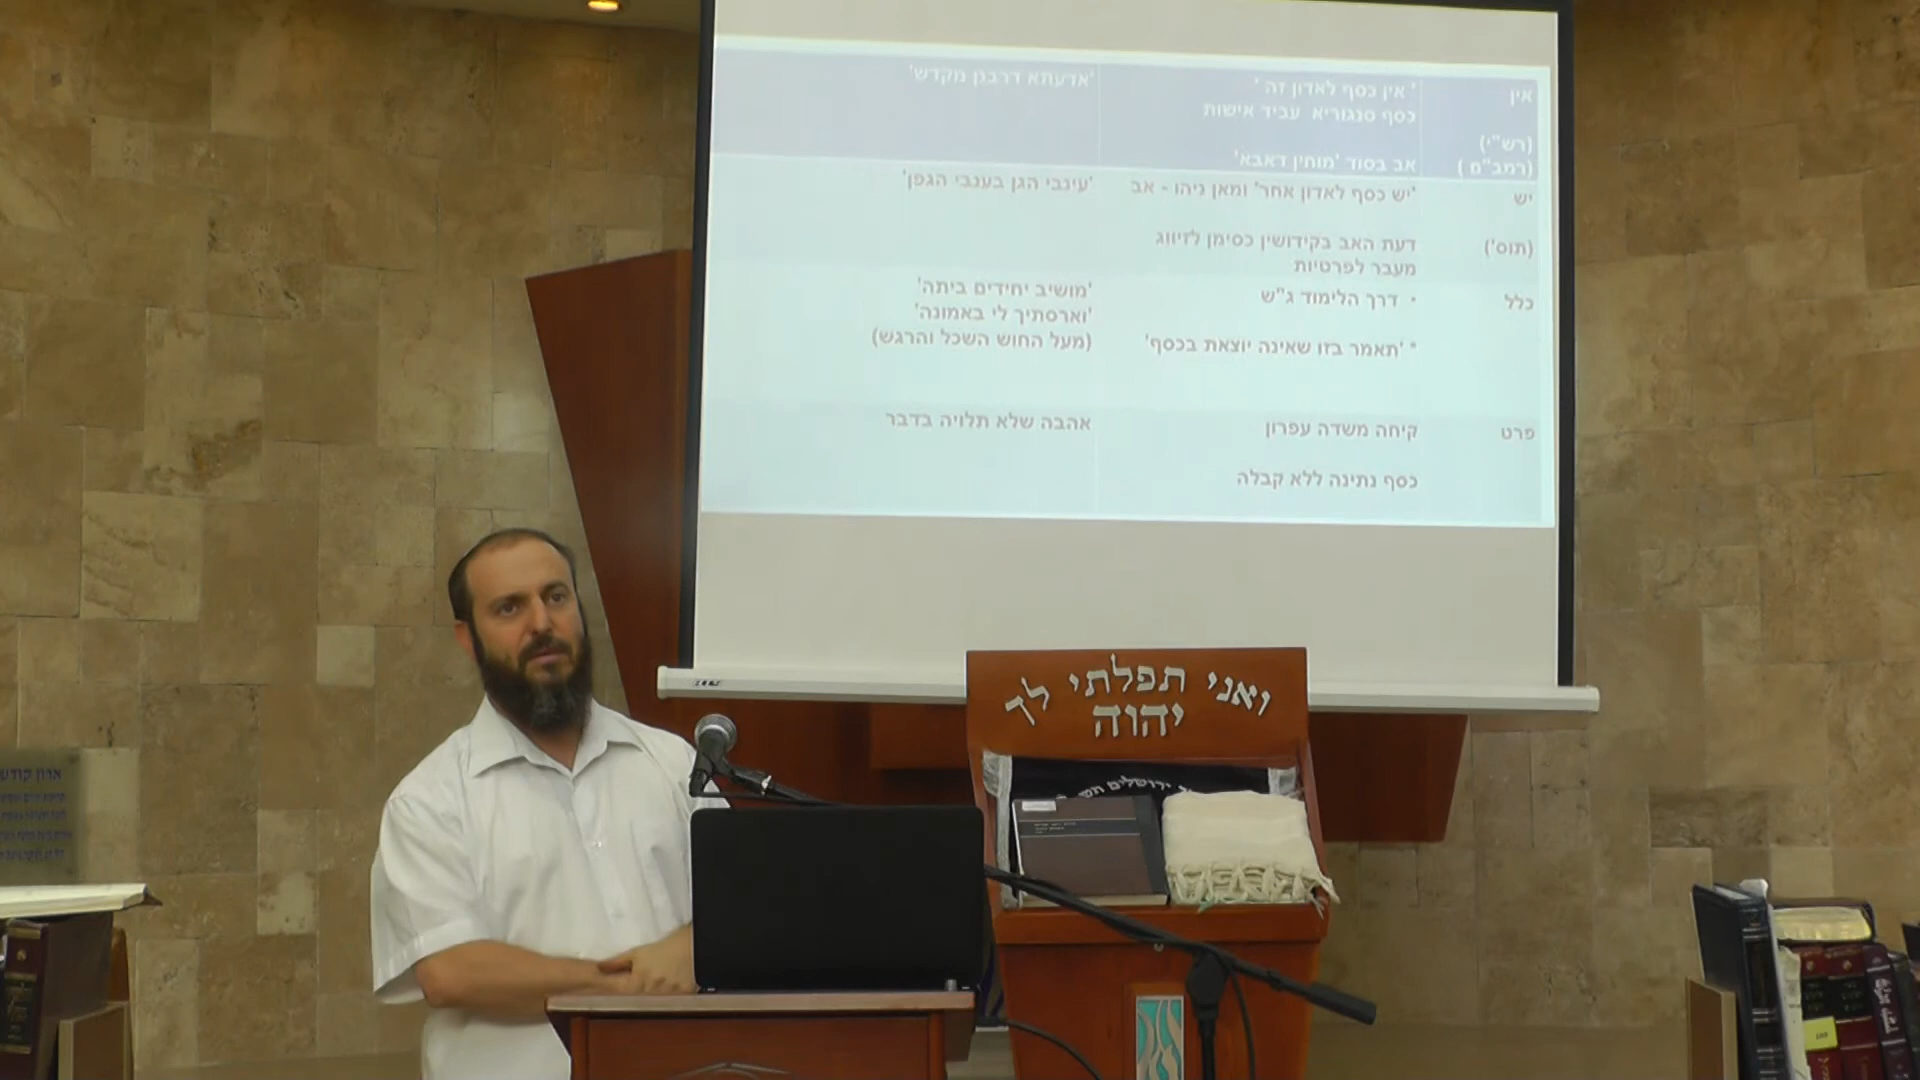 אין
(רש"י)
(רמב"ם )
' אין כסף לאדון זה '
כסף סנגוריא עביד אישות
אב בסוד 'מוחין דאבא'
'אדעתא דרבנן מקדש'
יש
(תוס')
'יש כסף לאדון אחר' ומאן ניהו - אב
דעת האב בקידושין כסימן לזיווג
מעבר לפרטיות
'עינבי הגן בענבי הגפן'
כלל
• דרך הלימוד ג"ש
* 'תאמר בזו שאינה יוצאת בכסף'
'מושיב יחידים ביתה'
'וארסתיך לי באמונה'
(מעל החוש השכל והרגש)
פרט
קיחה משדה עפרון
כסף נתינה ללא קבלה
אהבה שלא תלויה בדבר
ואני תפלתי לך
יהוה
ירושלים
ארון קודש